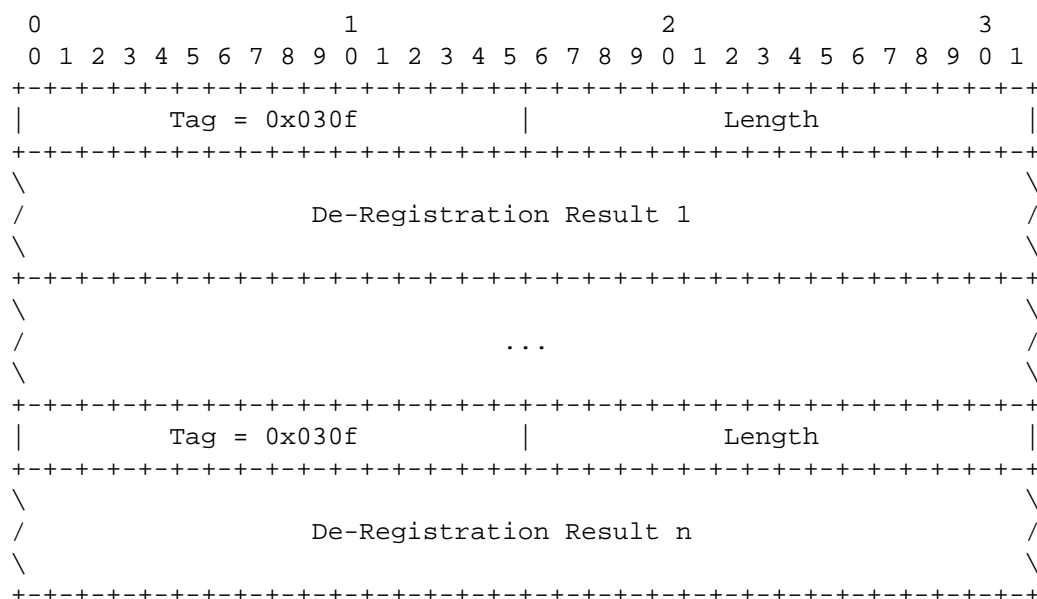 0                   1                   2                   3
 0 1 2 3 4 5 6 7 8 9 0 1 2 3 4 5 6 7 8 9 0 1 2 3 4 5 6 7 8 9 0 1
+-+-+-+-+-+-+-+-+-+-+-+-+-+-+-+-+-+-+-+-+-+-+-+-+-+-+-+-+-+-+-+-+
|         Tag = 0x030f          |            Length             |
+-+-+-+-+-+-+-+-+-+-+-+-+-+-+-+-+-+-+-+-+-+-+-+-+-+-+-+-+-+-+-+-+
\                                                               \
/                  De-Registration Result 1                     /
\                                                               \
+-+-+-+-+-+-+-+-+-+-+-+-+-+-+-+-+-+-+-+-+-+-+-+-+-+-+-+-+-+-+-+-+
\                                                               \
/                              ...                              /
\                                                               \
+-+-+-+-+-+-+-+-+-+-+-+-+-+-+-+-+-+-+-+-+-+-+-+-+-+-+-+-+-+-+-+-+
|         Tag = 0x030f          |            Length             |
+-+-+-+-+-+-+-+-+-+-+-+-+-+-+-+-+-+-+-+-+-+-+-+-+-+-+-+-+-+-+-+-+
\                                                               \
/                  De-Registration Result n                     /
\                                                               \
+-+-+-+-+-+-+-+-+-+-+-+-+-+-+-+-+-+-+-+-+-+-+-+-+-+-+-+-+-+-+-+-+